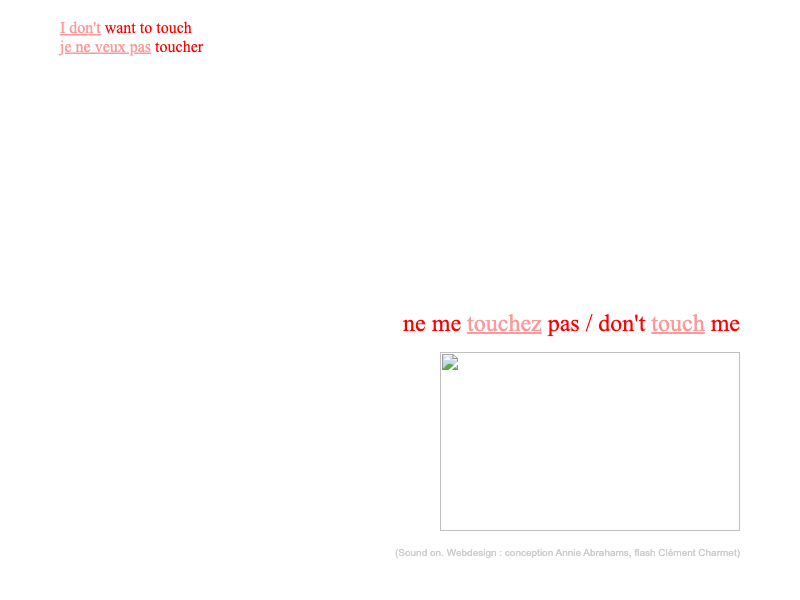 I don't want to touch
je ne veux pas toucher
ne me touchez pas / don't touch me
(Sound on. Webdesign : conception Annie Abrahams, flash Clément Charmet)